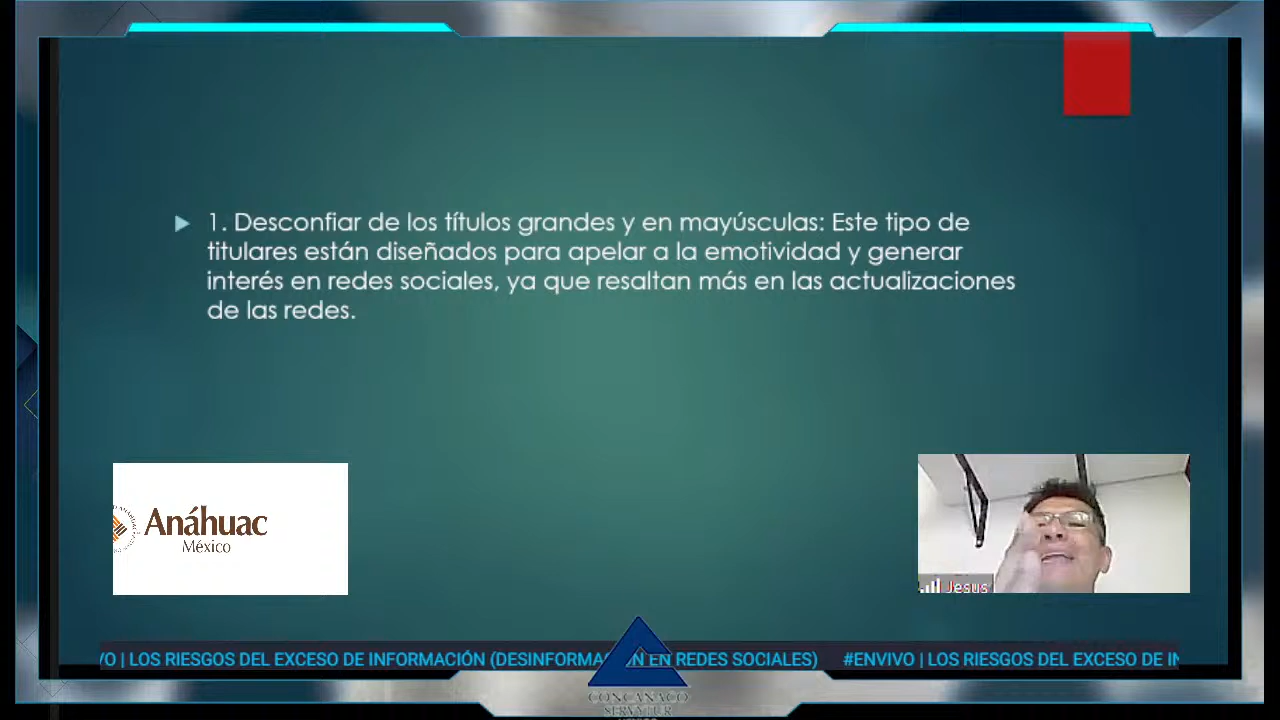 1. Desconfiar de los títulos grandes y en mayúsculas: Este tipo de
titulares están diseñados para apelar a la emotividad y generar
interés en redes sociales, ya que resaltan más en las actualizaciones
de las redes.
Anáhuac
México
Jesus
VO | LOS RIESGOS DEL EXCESO DE INFORMACIÓN (DESINFORMA N EN REDES SOCIALES) #ENVIVO | LOS RIESGOS DEL EXCESO DE IN
CONCANACO
SERVYTUR